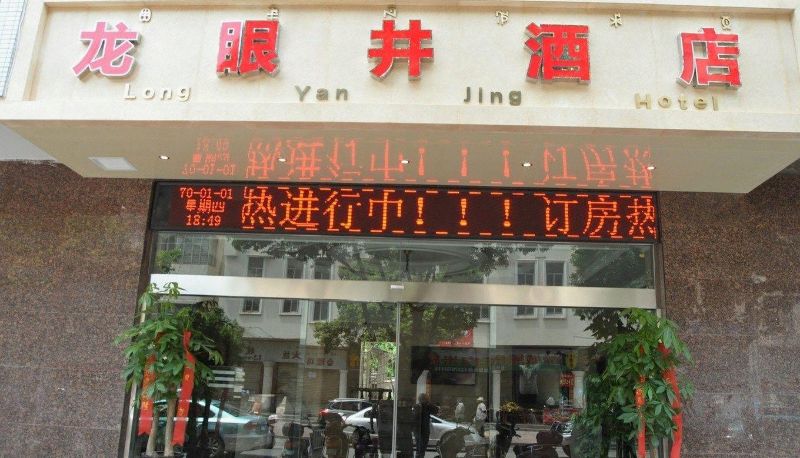 龙眼井酒店
Long Yan Jing Hotel
70-01-01
星期四
18:49
热进行中！！！订房热